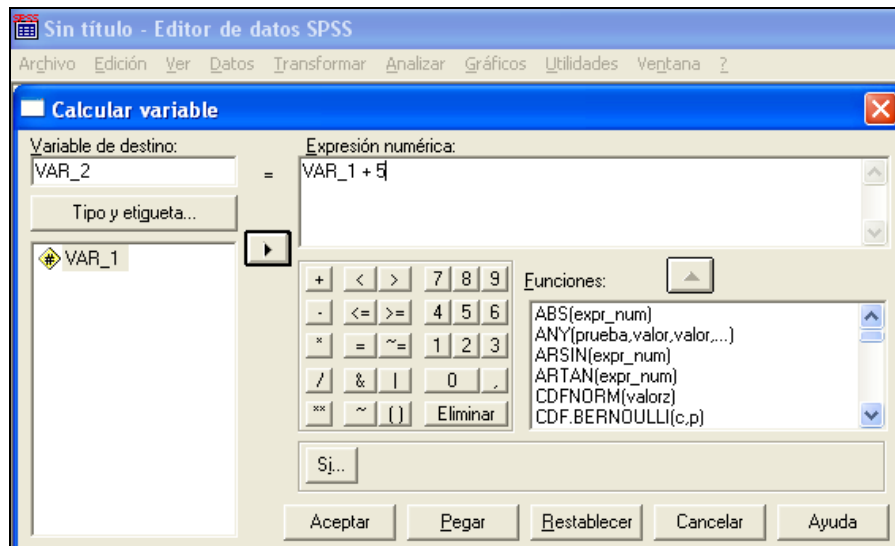 SPSS
Sin título - Editor de datos SPSS
Archivo Edición Ver Datos Transformar Analizar Gráficos Utilidades Ventana ?
Calcular variable
Variable de destino:
VAR_2
=
Expresión numérica:
VAR_1 + 5
Tipo y etigueta...
VAR_1
+ < > 7 8 9
- <= >= 4 5 6
* = ~= 1 2 3
/ & | 0 ,
** ~ () Eliminar
Funciones:
ABS(expr_num)
ANY(prueba,valor,valor,...)
ARSIN(expr_num)
ARTAN(expr_num)
CDFNORM(valorz)
CDF.BERNOULLI(c,p)
Si...
Aceptar Pegar Restablecer Cancelar Ayuda